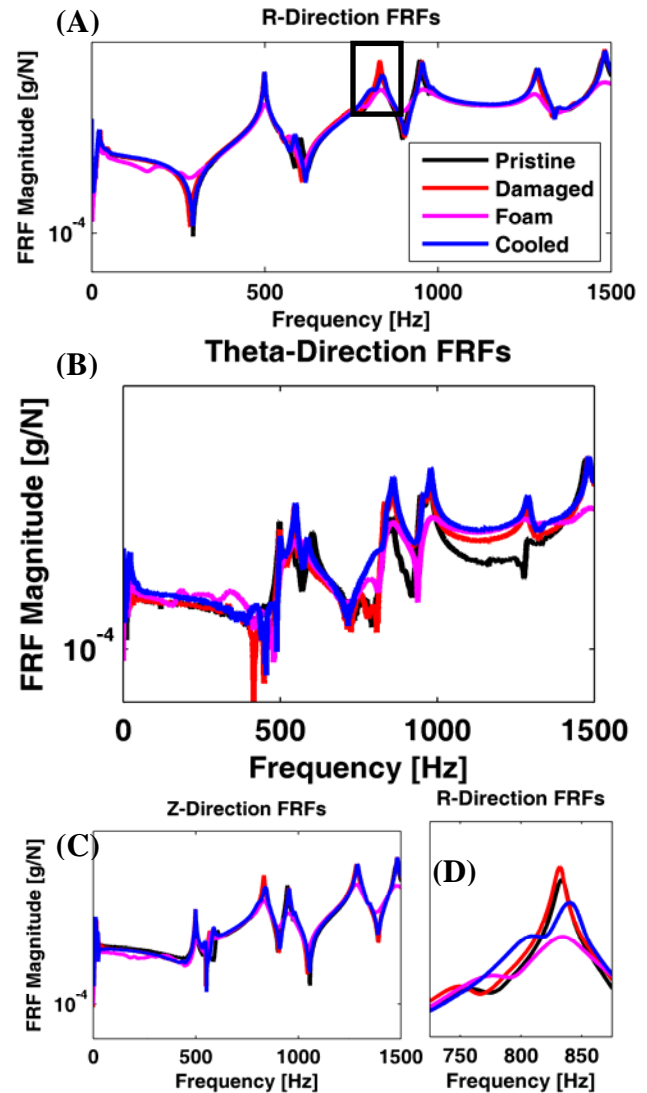 (A)
R-Direction FRFs
FRF Magnitude [g/N]
10-4
Pristine
Damaged
Foam
Cooled
0 500 1000 1500
Frequency [Hz]
(B)
Theta-Direction FRFs
FRF Magnitude [g/N]
10-4
0 500 1000 1500
Frequency [Hz]
(C)
Z-Direction FRFs
FRF Magnitude [g/N]
10-4
0 500 1000 1500
Frequency [Hz]
R-Direction FRFs
(D)
750 800 850
Frequency [Hz]